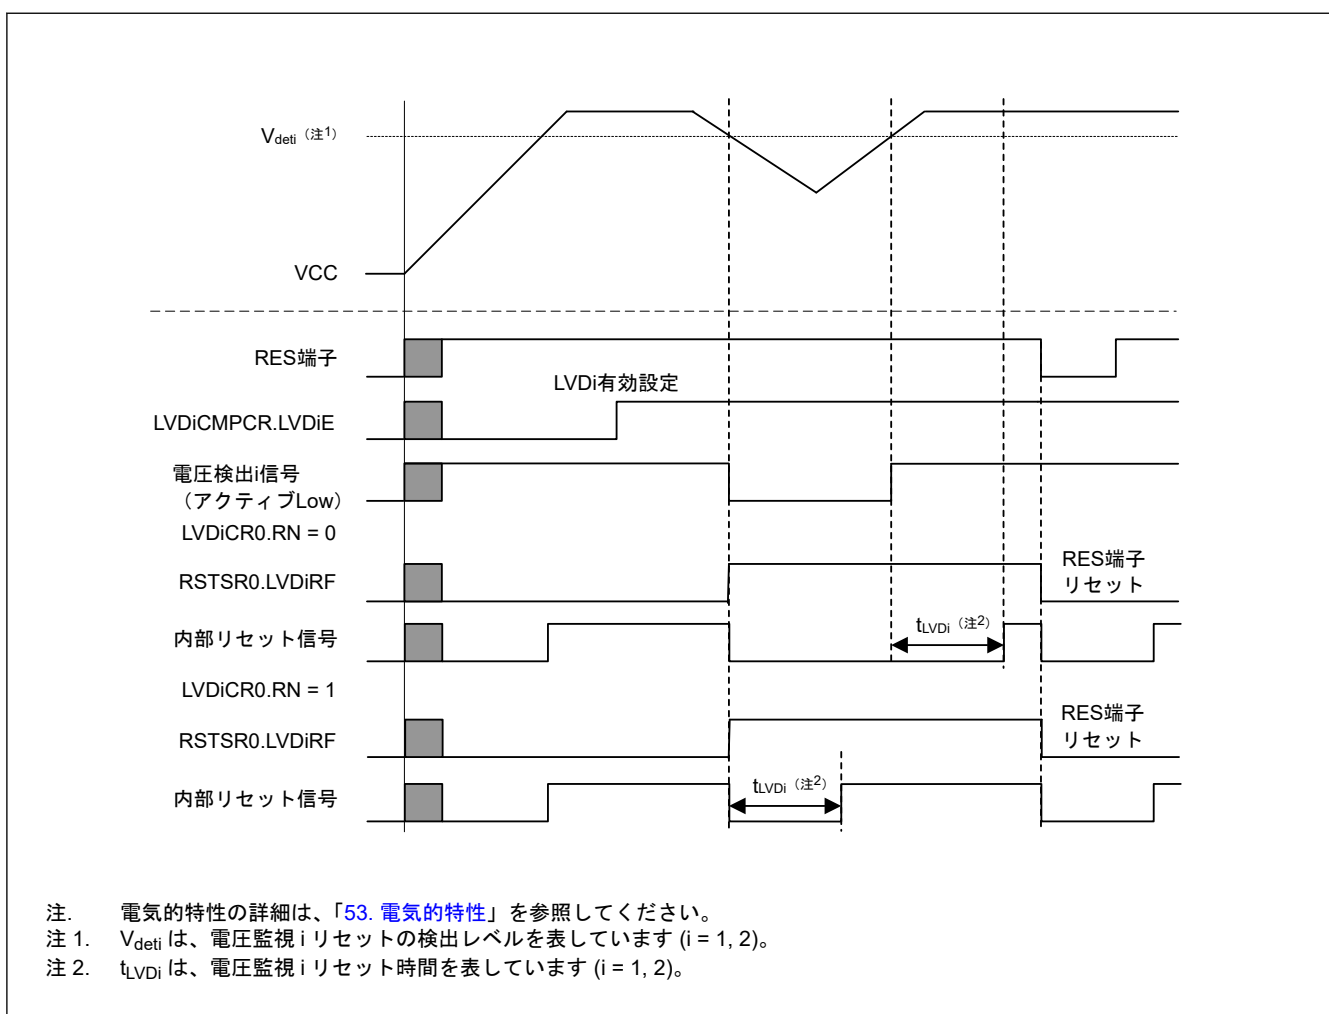 Vdeti（注1）
VCC
RES端子
LVDi有効設定
LVDiCMPCR.LVDiE
電圧検出i信号
（アクティブLow）
LVDiCR0.RN = 0
RSTSR0.LVDiRF
RES端子
リセット
内部リセット信号
tLVDi（注2）
LVDiCR0.RN = 1
RSTSR0.LVDiRF
RES端子
リセット
内部リセット信号
tLVDi（注2）
注. 電気的特性の詳細は、「53. 電気的特性」を参照してください。
注 1. Vdeti は、電圧監視 i リセットの検出レベルを表しています (i = 1, 2)。
注 2. tLVDi は、電圧監視 i リセット時間を表しています (i = 1, 2)。